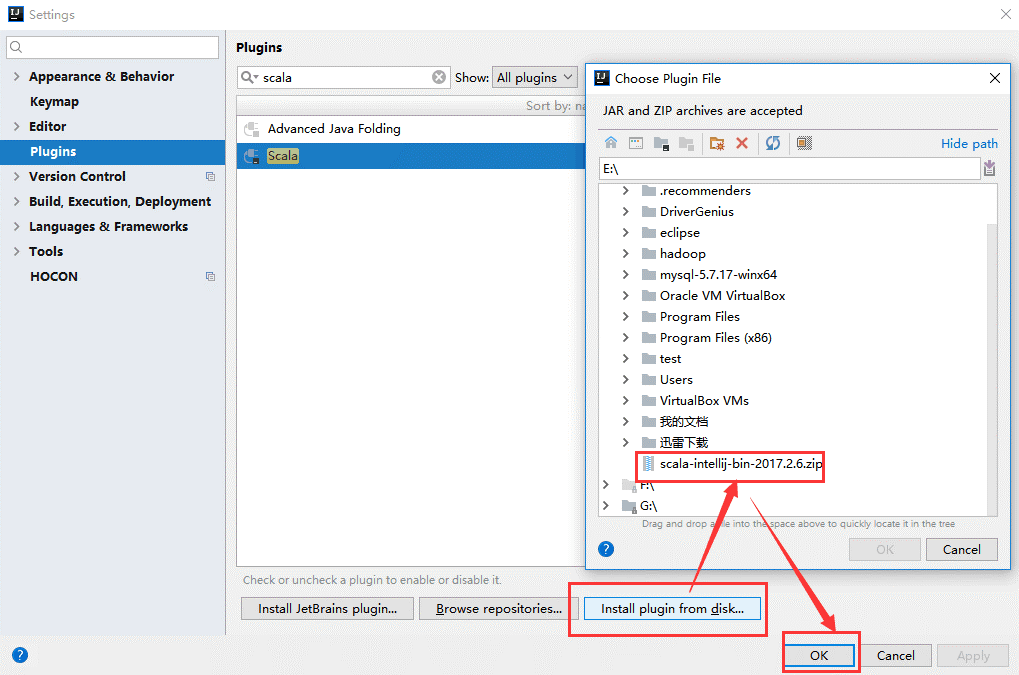 Settings
Plugins
scala
Show:
All plugins
Sort by: na
Appearance & Behavior
Keymap
Editor
Plugins
Version Control
Build, Execution, Deployment
Languages & Frameworks
Tools
HOCON
Advanced Java Folding
Scala
Choose Plugin File
JAR and ZIP archives are accepted
Hide path
E:\
.recommenders
DriverGenius
eclipse
hadoop
mysql-5.7.17-winx64
Oracle VM VirtualBox
Program Files
Program Files (x86)
test
Users
VirtualBox VMs
我的文档
迅雷下载
scala-intellij-bin-2017.2.6.zip
F:\
G:\
Drag and drop a file into the space above to quickly locate it in the tree
?
OK
Cancel
Check or uncheck a plugin to enable or disable it.
Install JetBrains plugin...
Browse repositories...
Install plugin from disk...
?
OK
Cancel
Apply